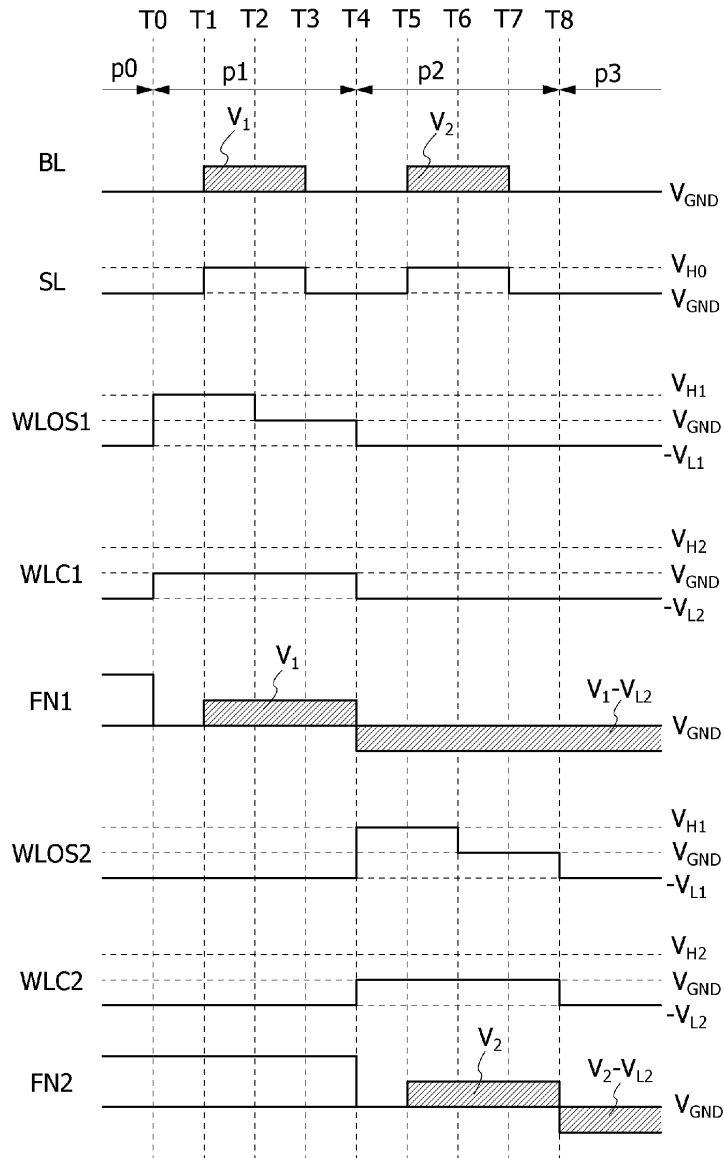 T0 T1 T2 T3 T4 T5 T6 T7 T8
p0 p1 p2 p3
V1
V2
BL
VGND
SL
VH0
VGND
WLOS1
VH1
VGND
-VL1
WLC1
VH2
VGND
-VL2
FN1
V1
V1-VL2
VGND
WLOS2
VH1
VGND
-VL1
WLC2
VH2
VGND
-VL2
FN2
V2
V2-VL2
VGND